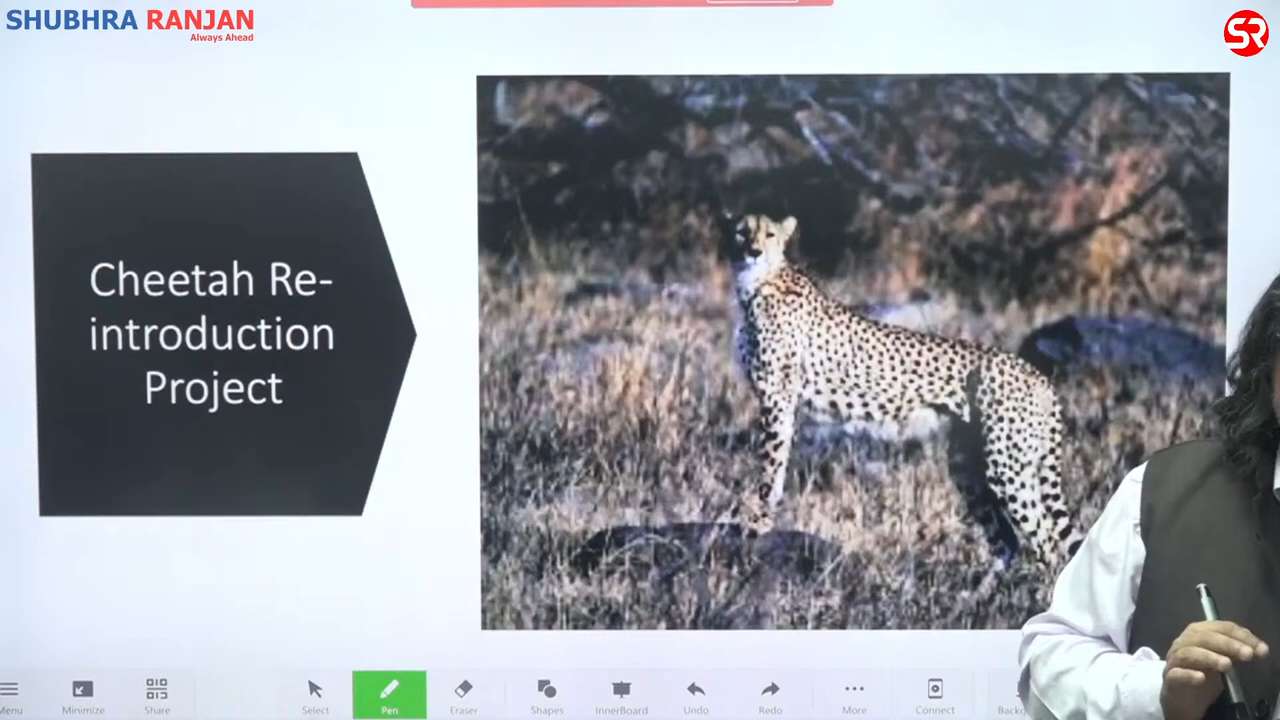 SHUBHRA RANJAN
Always Ahead
SR
Cheetah Re-
introduction
Project
Menu
Minimize
Share
Select
Pen
Eraser
Shapes
InnerBoard
Undo
Redo
More
Connect